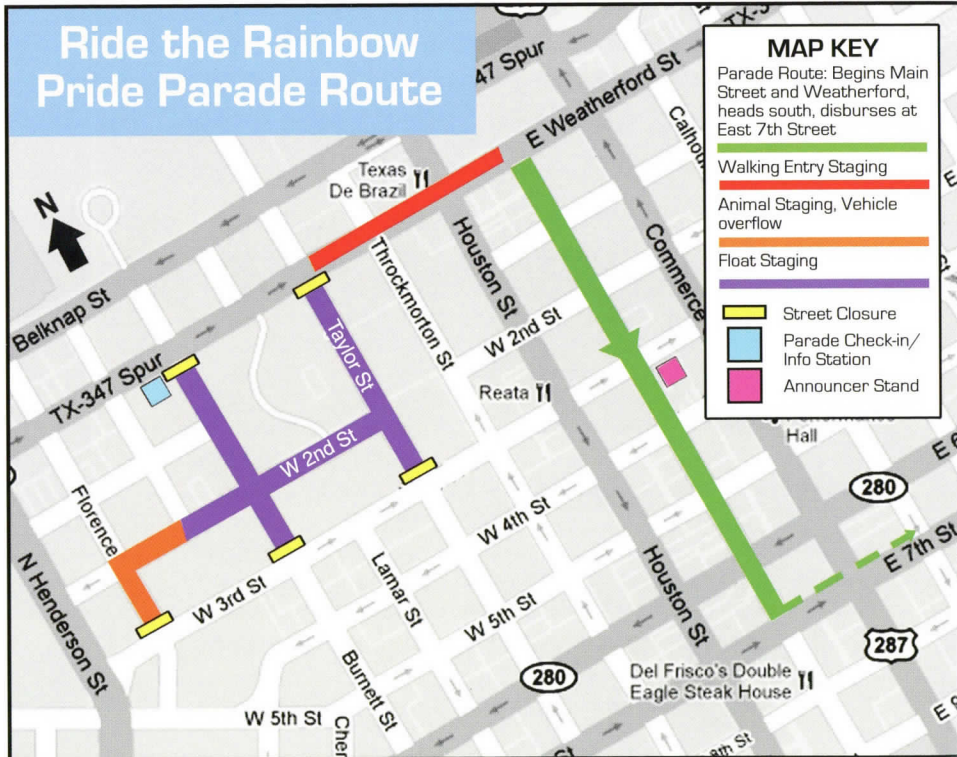 Ride the Rainbow
Pride Parade Route
47 Spur
TX-3
E Weatherford St
MAP KEY
Parade Route: Begins Main
Street and Weatherford,
heads south, disburses at
East 7th Street
Walking Entry Staging
Animal Staging, Vehicle
overflow
Float Staging
Street Closure
Parade Check-in/
Info Station
Announcer Stand
Texas
De Brazil
N
Belknap St
TX-347 Spur
Throckmorton St
Houston St
Commerce
Taylor St
W 2nd St
W 2nd St
Reata
Hall
280
Florence
N Henderson St
W 3rd St
W 4th St
Lamar St
W 5th St
Houston St
E 6
E 7th St
287
280
Del Frisco's Double
Eagle Steak House
Burnett St
W 5th St
Cher
St